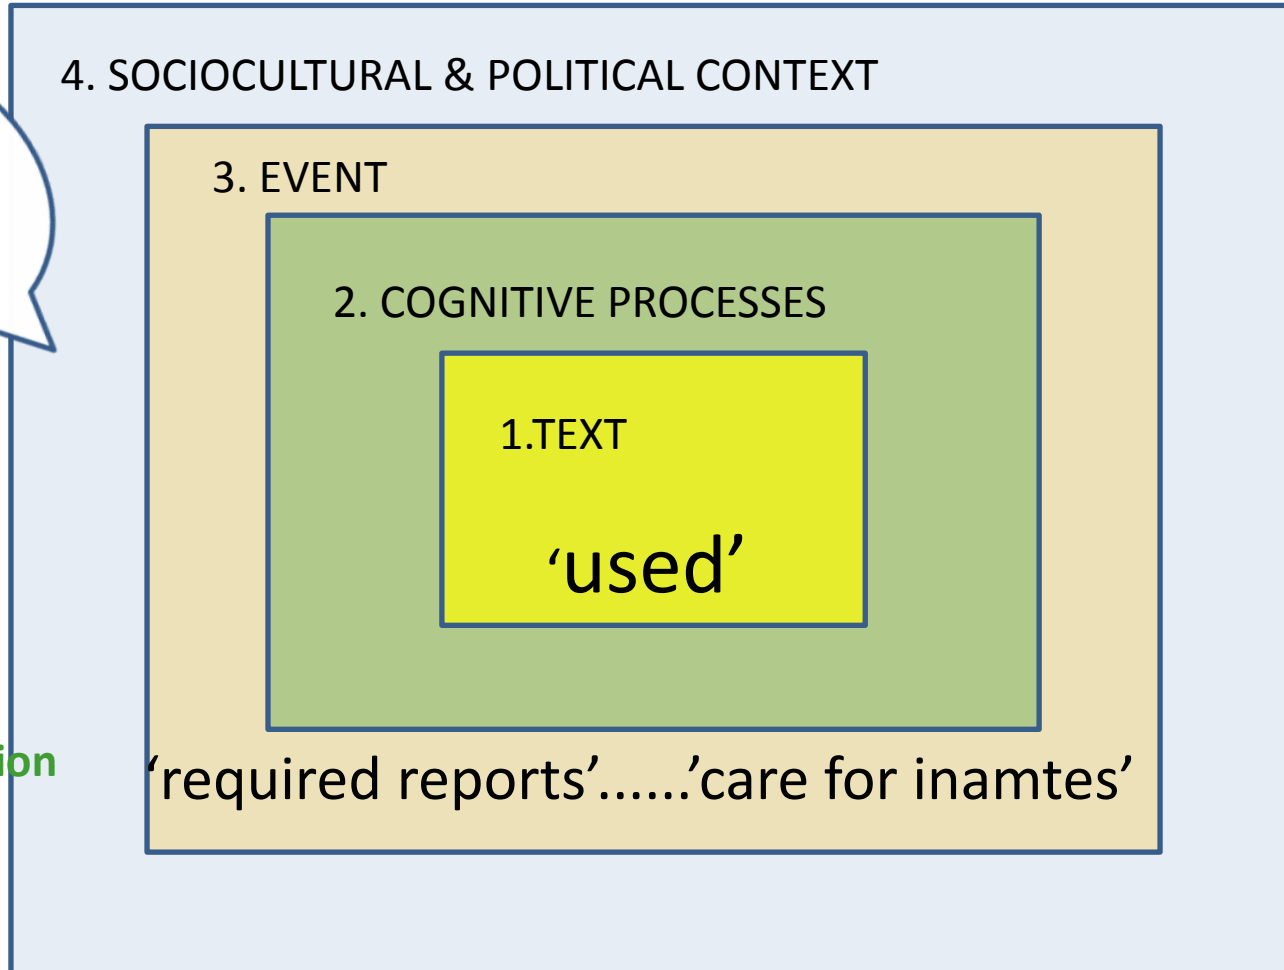 4. SOCIOCULTURAL & POLITICAL CONTEXT
3. EVENT
2. COGNITIVE PROCESSES
1.TEXT
‘used’
ion
‘required reports’......’care for inamtes’